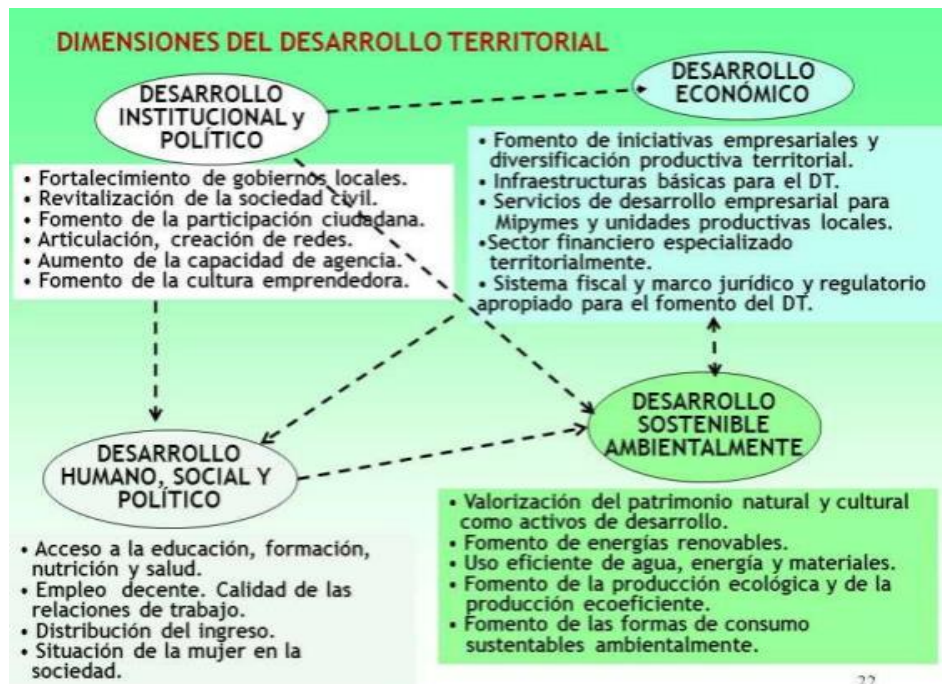 DIMENSIONES DEL DESARROLLO TERRITORIAL
DESARROLLO
INSTITUCIONAL y
POLÍTICO
• Fortalecimiento de gobiernos locales.
• Revitalización de la sociedad civil.
• Fomento de la participación ciudadana.
• Articulación, creación de redes.
• Aumento de la capacidad de agencia.
• Fomento de la cultura emprendedora.
DESARROLLO
ECONÓMICO
• Fomento de iniciativas empresariales y
diversificación productiva territorial.
• Infraestructuras básicas para el DT.
• Servicios de desarrollo empresarial para
Mipymes y unidades productivas locales.
•Sector financiero especializado
territorialmente.
• Sistema fiscal y marco jurídico y regulatorio
apropiado para el fomento del DT.
DESARROLLO
HUMANO, SOCIAL Y
POLÍTICO
• Acceso a la educación, formación,
nutrición y salud.
• Empleo decente. Calidad de las
relaciones de trabajo.
• Distribución del ingreso.
• Situación de la mujer en la
sociedad.
DESARROLLO
SOSTENIBLE
AMBIENTALMENTE
• Valorización del patrimonio natural y cultural
como activos de desarrollo.
• Fomento de energías renovables.
• Uso eficiente de agua, energía y materiales.
• Fomento de la producción ecológica y de la
producción ecoeficiente.
• Fomento de las formas de consumo
sustentables ambientalmente.
22